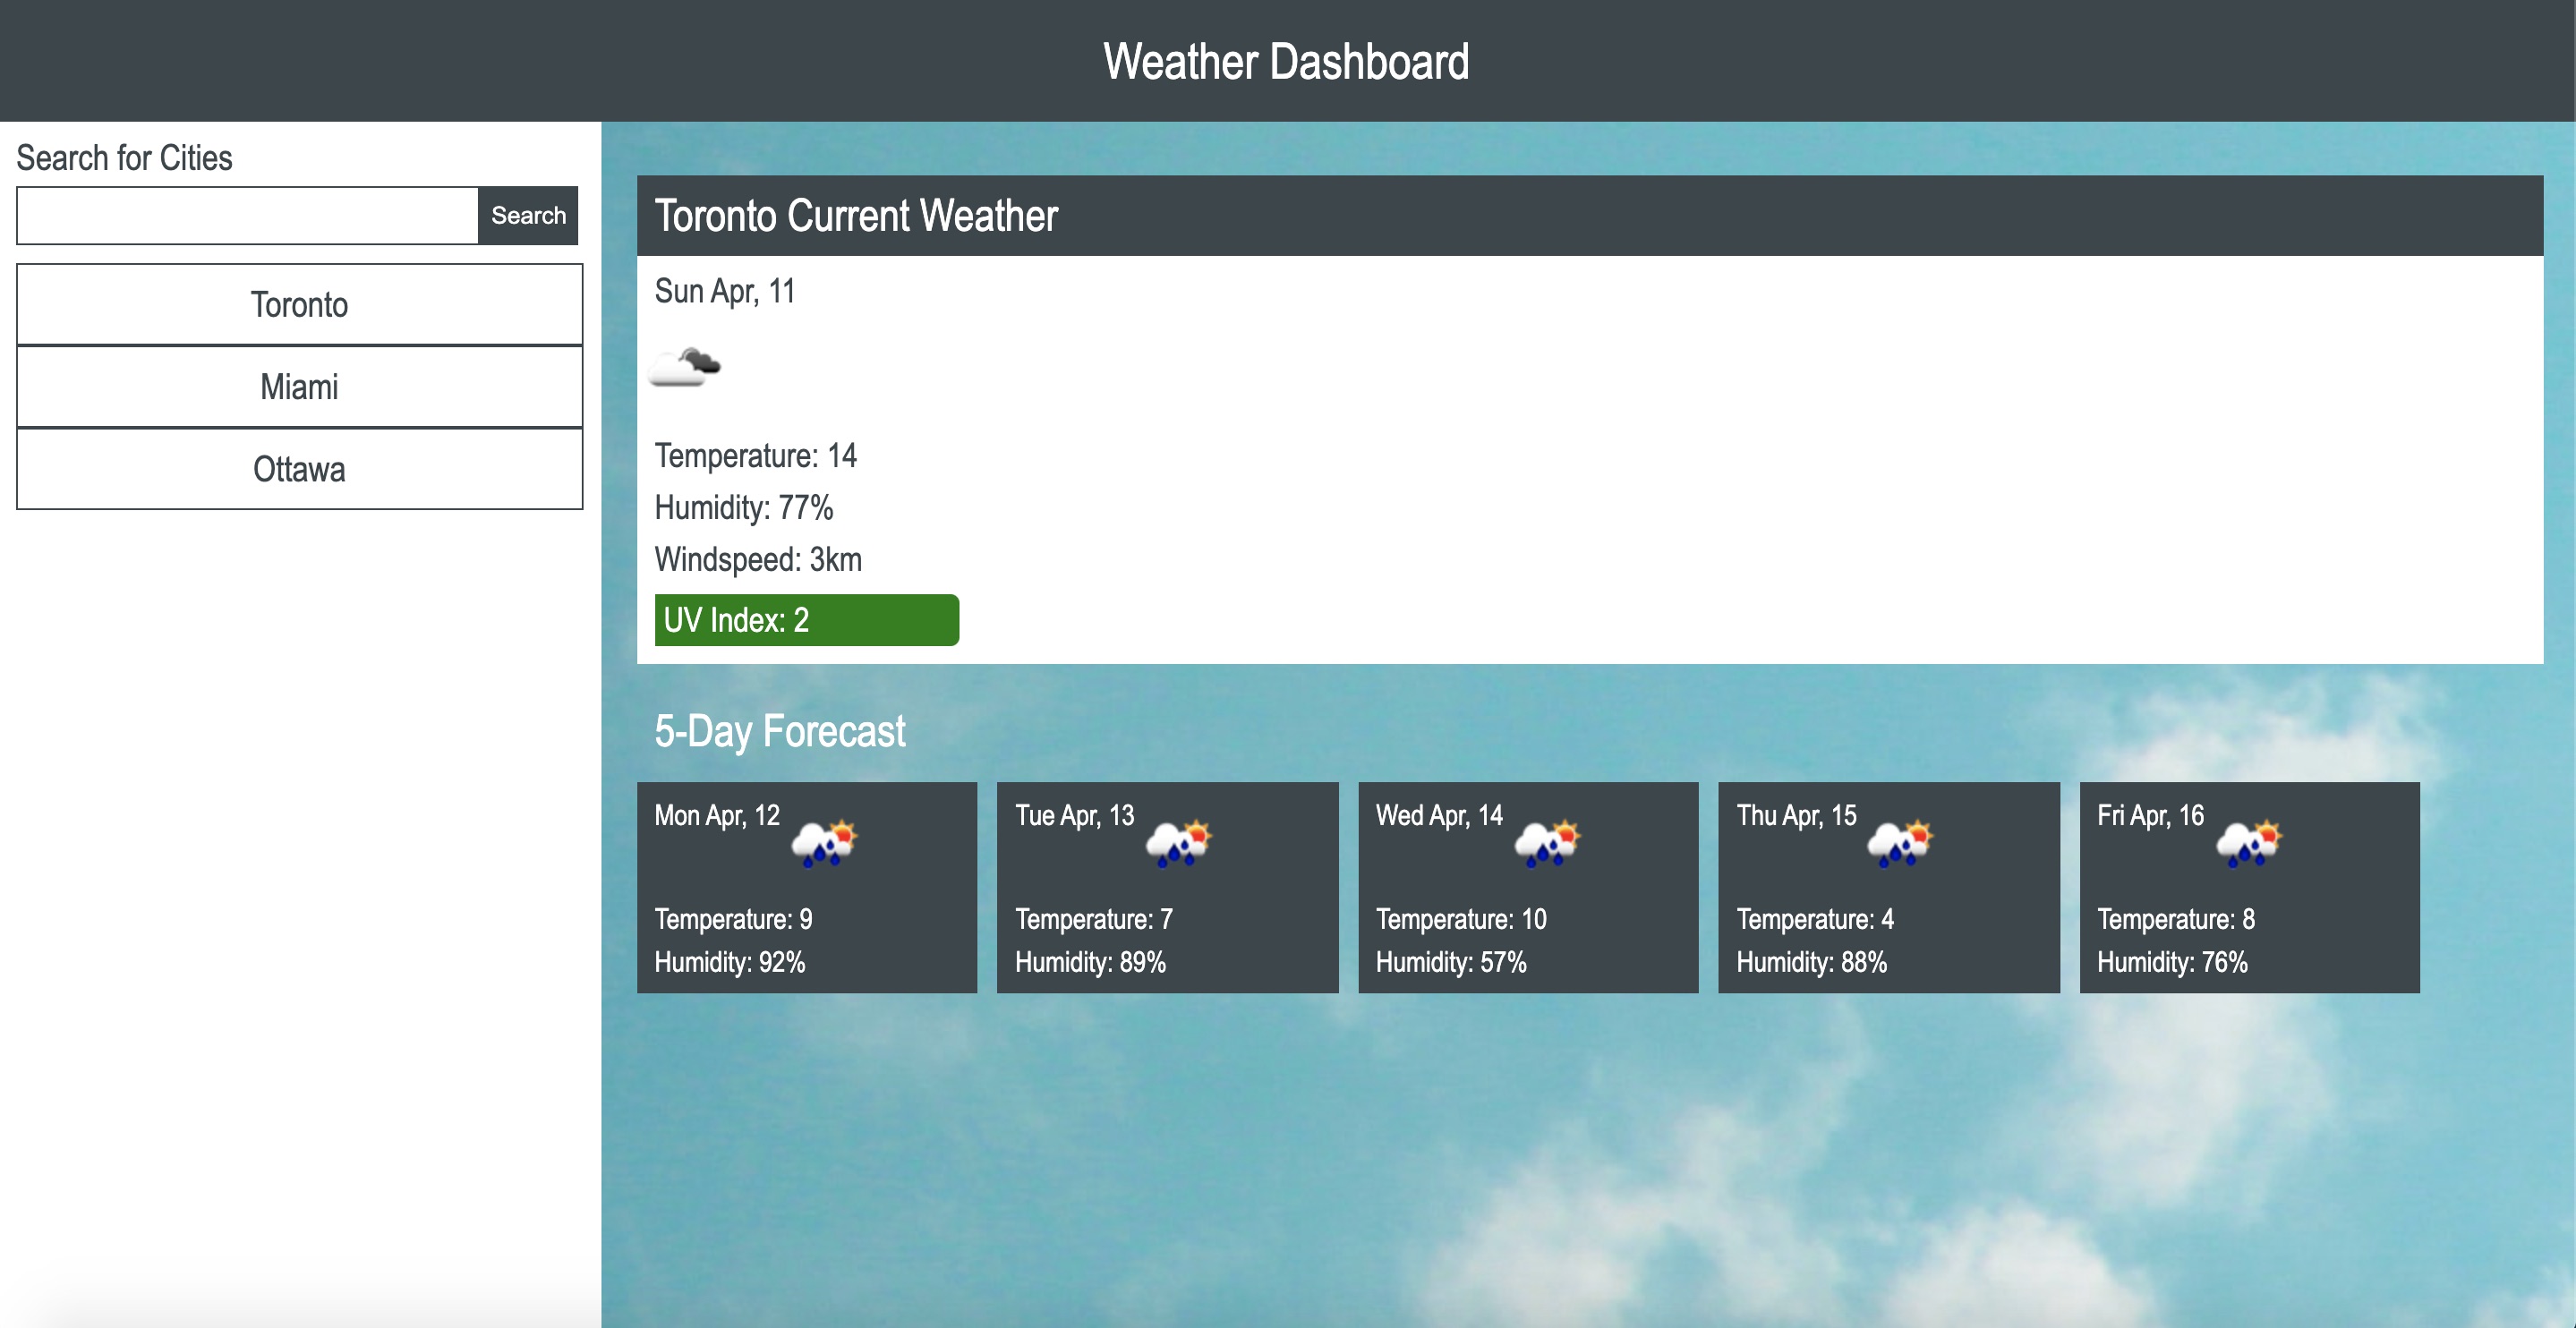 Weather Dashboard
Search for Cities
Search
Toronto
Miami
Ottawa
Toronto Current Weather
Sun Apr, 11
Temperature: 14
Humidity: 77%
Windspeed: 3km
UV Index: 2
5-Day Forecast
Mon Apr, 12
Temperature: 9
Humidity: 92%
Tue Apr, 13
Temperature: 7
Humidity: 89%
Wed Apr, 14
Temperature: 10
Humidity: 57%
Thu Apr, 15
Temperature: 4
Humidity: 88%
Fri Apr, 16
Temperature: 8
Humidity: 76%